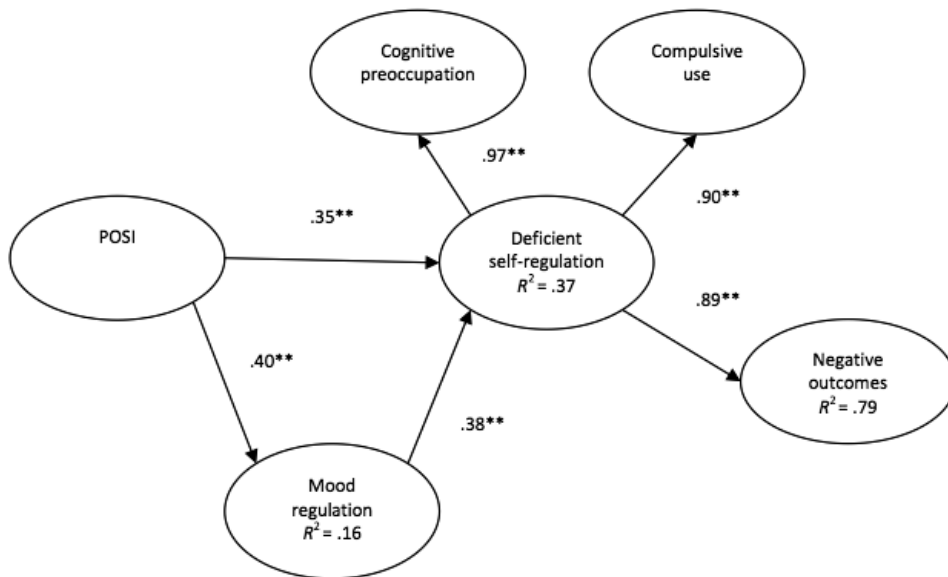 Cognitive
preoccupation
Compulsive
use
.97**
.90**
POSI
.35**
Deficient
self-regulation
R² = .37
.89**
.40**
.38**
Negative
outcomes
R² = .79
Mood
regulation
R² = .16